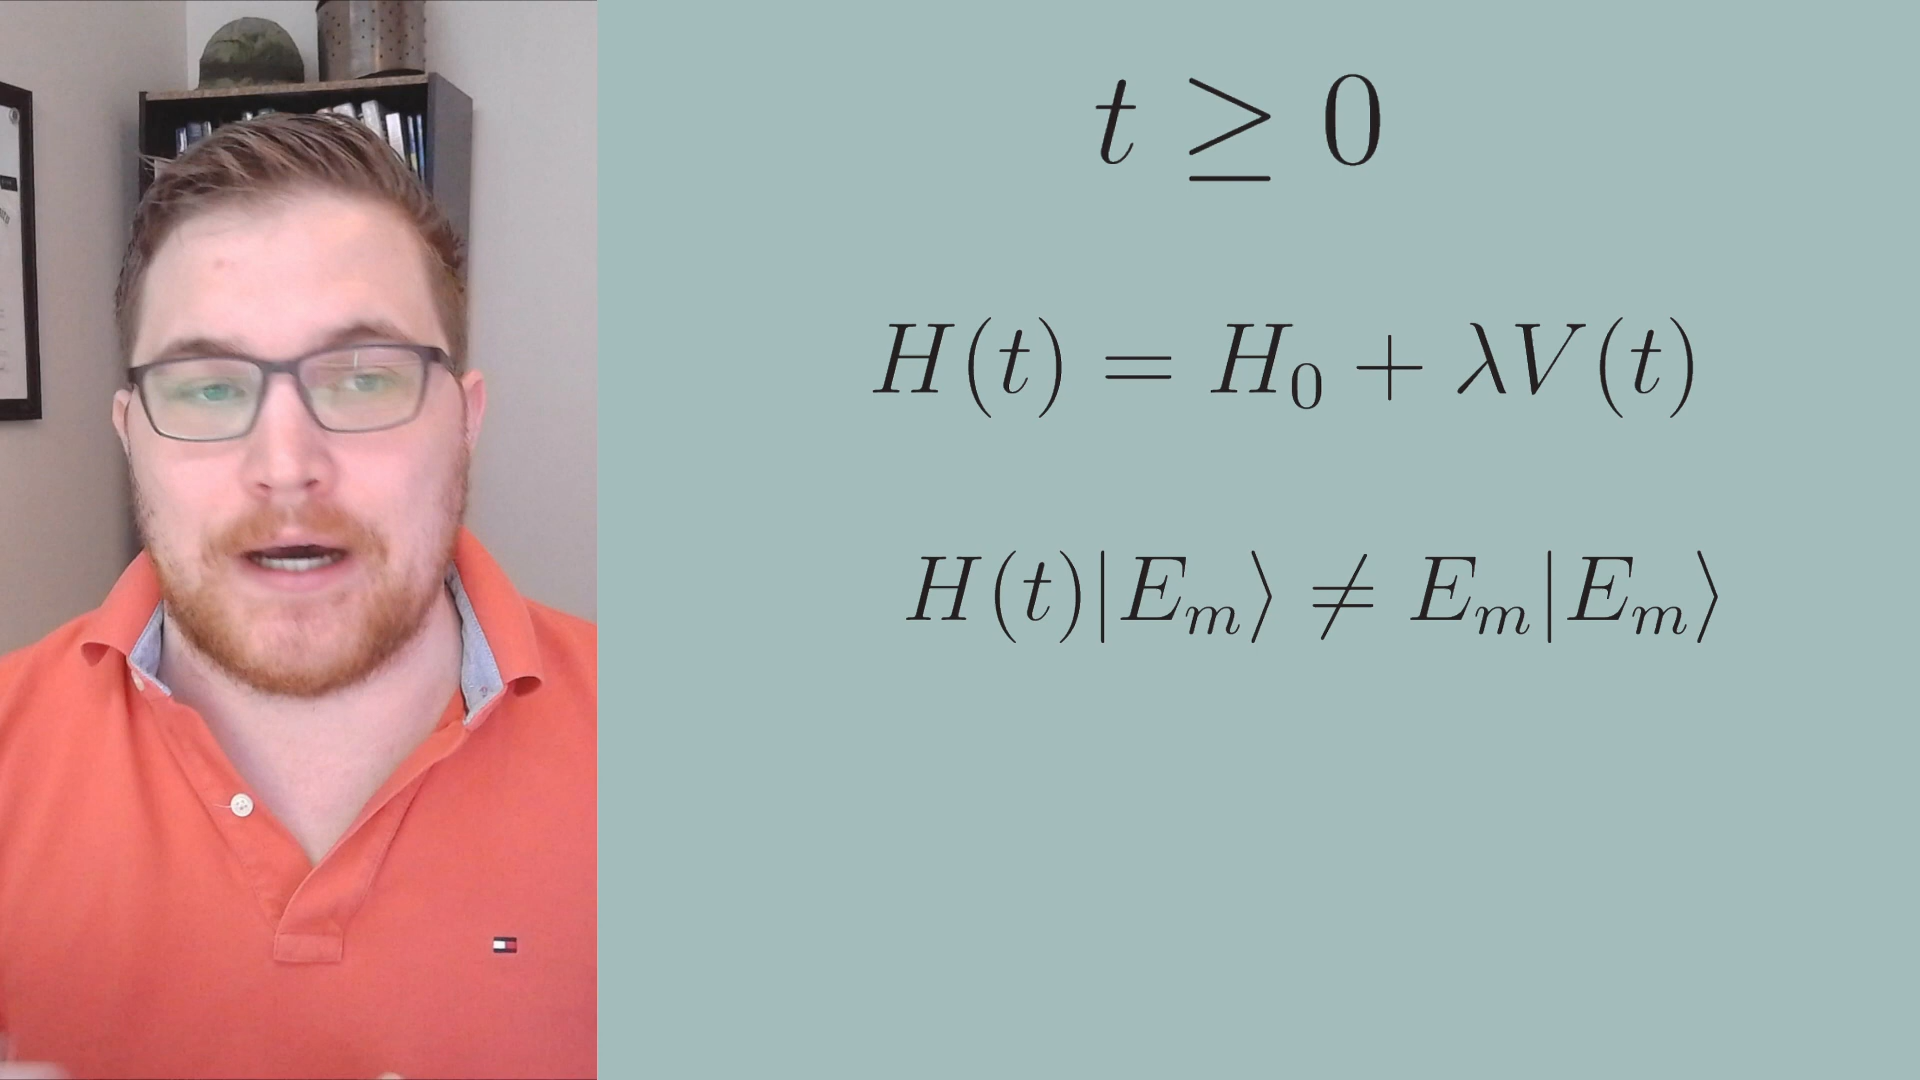 t ≥ 0
H(t) = H₀ + λV(t)
H(t)|Eₘ⟩ ≠ Eₘ|Eₘ⟩